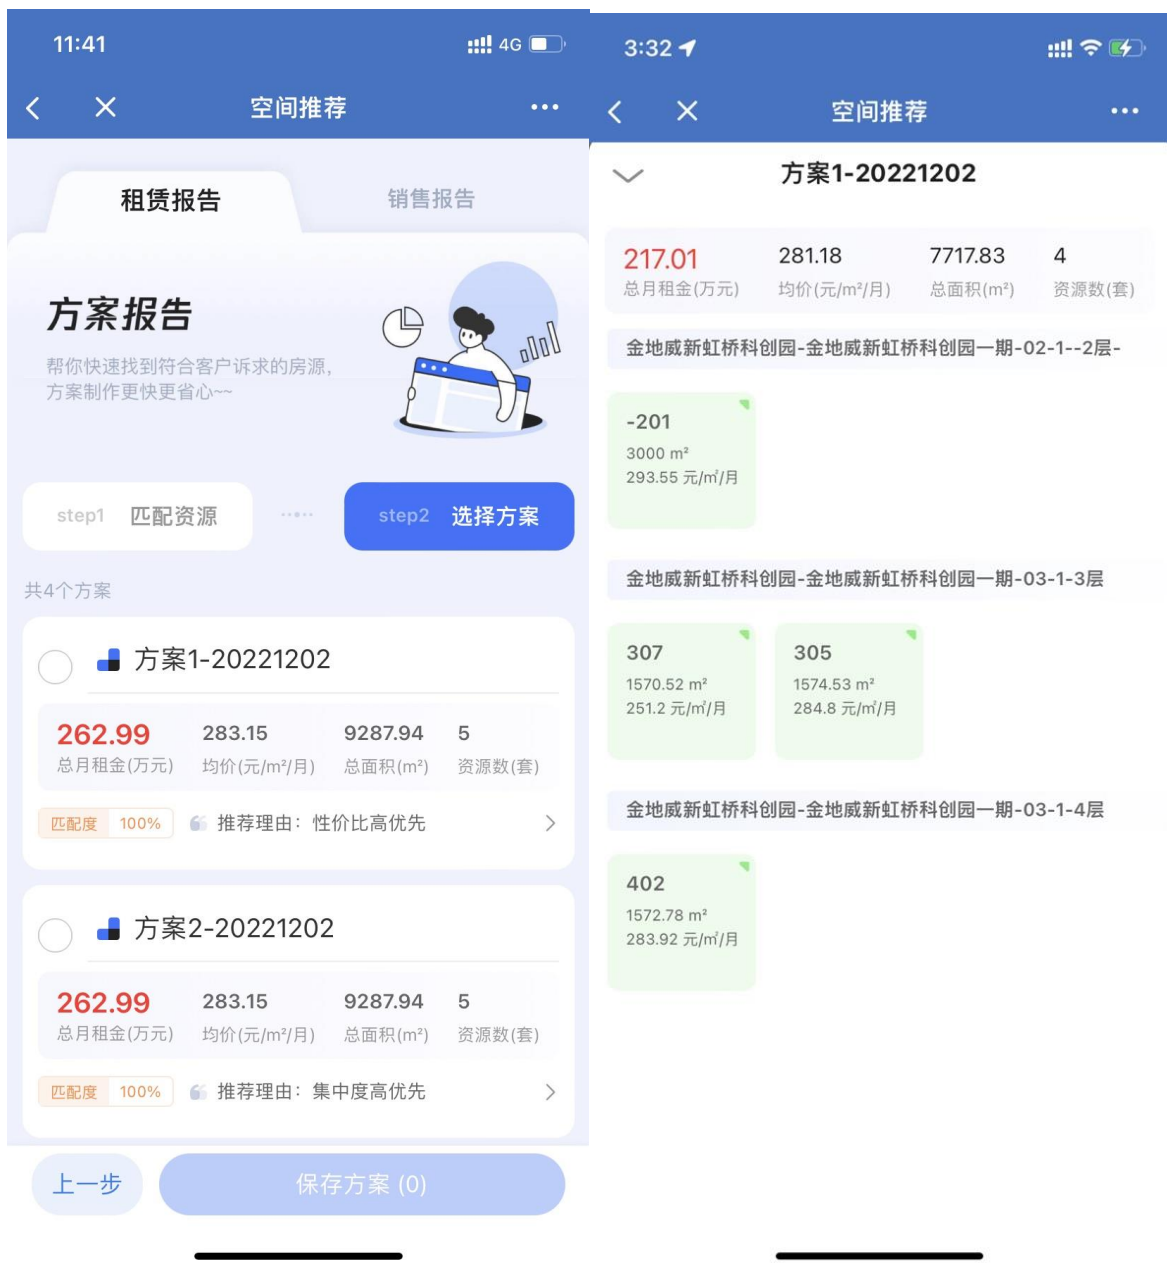 11:41
4G
空间推荐
租赁报告
销售报告
方案报告
帮你快速找到符合客户诉求的房源，
方案制作更快更省心~~
step1 匹配资源
step2 选择方案
共4个方案
方案1-20221202
262.99 283.15 9287.94 5
总月租金(万元) 均价(元/m²/月) 总面积(m²) 资源数(套)
匹配度 100% 推荐理由：性价比高优先
方案2-20221202
262.99 283.15 9287.94 5
总月租金(万元) 均价(元/m²/月) 总面积(m²) 资源数(套)
匹配度 100% 推荐理由：集中度高优先
上一步
保存方案 (0)
3:32
空间推荐
方案1-20221202
217.01 281.18 7717.83 4
总月租金(万元) 均价(元/m²/月) 总面积(m²) 资源数(套)
金地威新虹桥科创园-金地威新虹桥科创园一期-02-1--2层-
-201
3000 m²
293.55 元/㎡/月
金地威新虹桥科创园-金地威新虹桥科创园一期-03-1-3层
307
1570.52 m²
251.2 元/㎡/月
305
1574.53 m²
284.8 元/㎡/月
金地威新虹桥科创园-金地威新虹桥科创园一期-03-1-4层
402
1572.78 m²
283.92 元/㎡/月